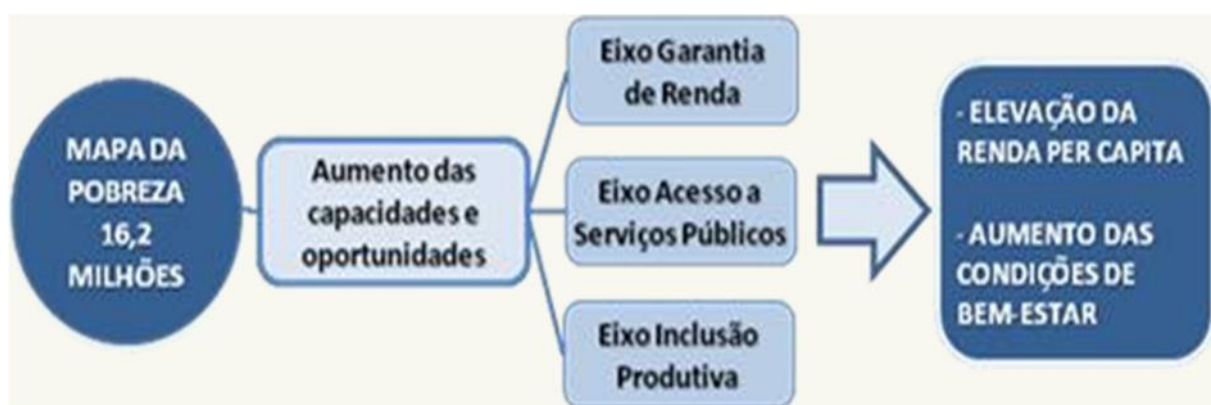 MAPA DA
POBREZA
16,2
MILHÕES
Aumento das
capacidades e
oportunidades
Eixo Garantia
de Renda
Eixo Acesso a
Serviços Públicos
Eixo Inclusão
Produtiva
- ELEVAÇÃO DA
RENDA PER CAPITA
- AUMENTO DAS
CONDIÇÕES DE
BEM-ESTAR